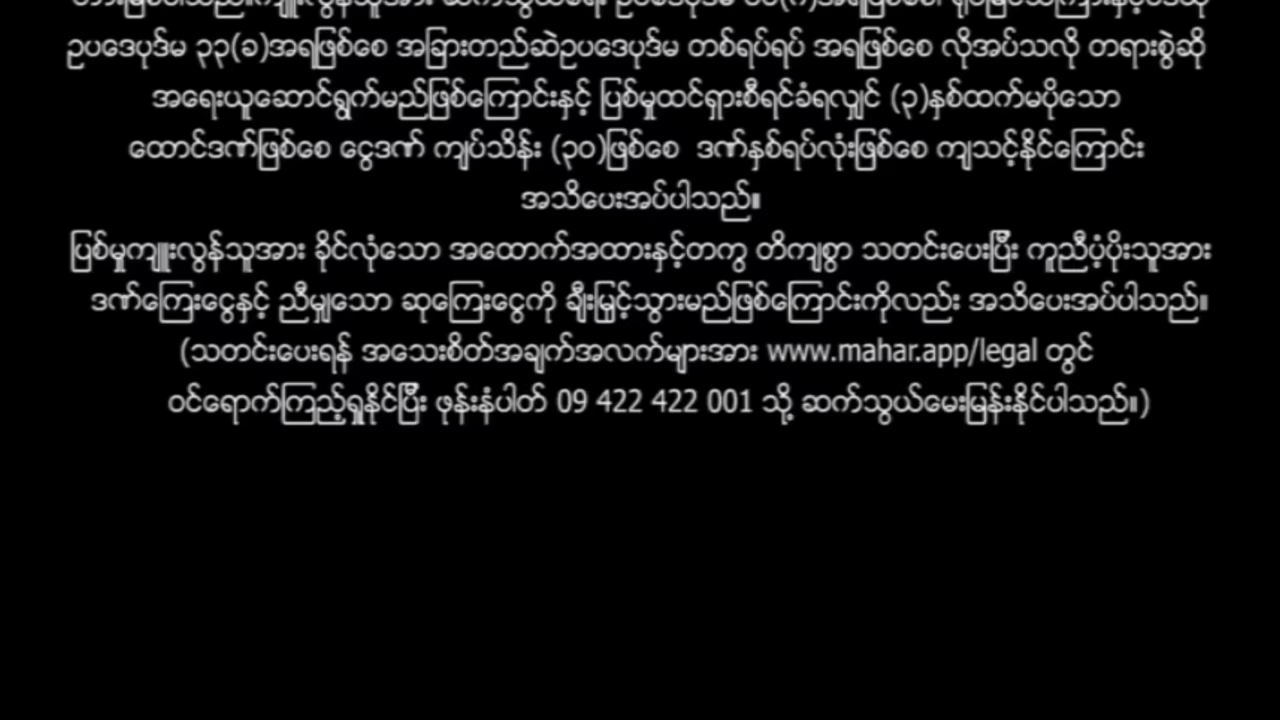 ဥပဒေပုဒ်မ ၃၃(ခ)အရဖြစ်စေ အခြားတည်ဆဲဥပဒေပုဒ်မ တစ်ရပ်ရပ် အရဖြစ်စေ လိုအပ်သလို တရားစွဲဆို
အရေးယူဆောင်ရွက်မည်ဖြစ်ကြောင်းနှင့် ပြစ်မှုထင်ရှားစီရင်ခံရလျှင် (၃)နှစ်ထက်မပိုသော
ထောင်ဒဏ်ဖြစ်စေ ငွေဒဏ် ကျပ်သိန်း (၃၀)ဖြစ်စေ ဒဏ်နှစ်ရပ်လုံးဖြစ်စေ ကျသင့်နိုင်ကြောင်း
အသိပေးအပ်ပါသည်။
ပြစ်မှုကျူးလွန်သူအား ခိုင်လုံသော အထောက်အထားနှင့်တကွ တိကျစွာ သတင်းပေးပြီး ကူညီပံ့ပိုးသူအား
ဒဏ်ကြေးငွေနှင့် ညီမျှသော ဆုကြေးငွေကို ချီးမြှင့်သွားမည်ဖြစ်ကြောင်းကိုလည်း အသိပေးအပ်ပါသည်။
(သတင်းပေးရန် အသေးစိတ်အချက်အလက်များအား www.mahar.app/legal တွင်
ဝင်ရောက်ကြည့်ရှုနိုင်ပြီး ဖုန်းနံပါတ် 09 422 422 001 သို့ ဆက်သွယ်မေးမြန်းနိုင်ပါသည်။)